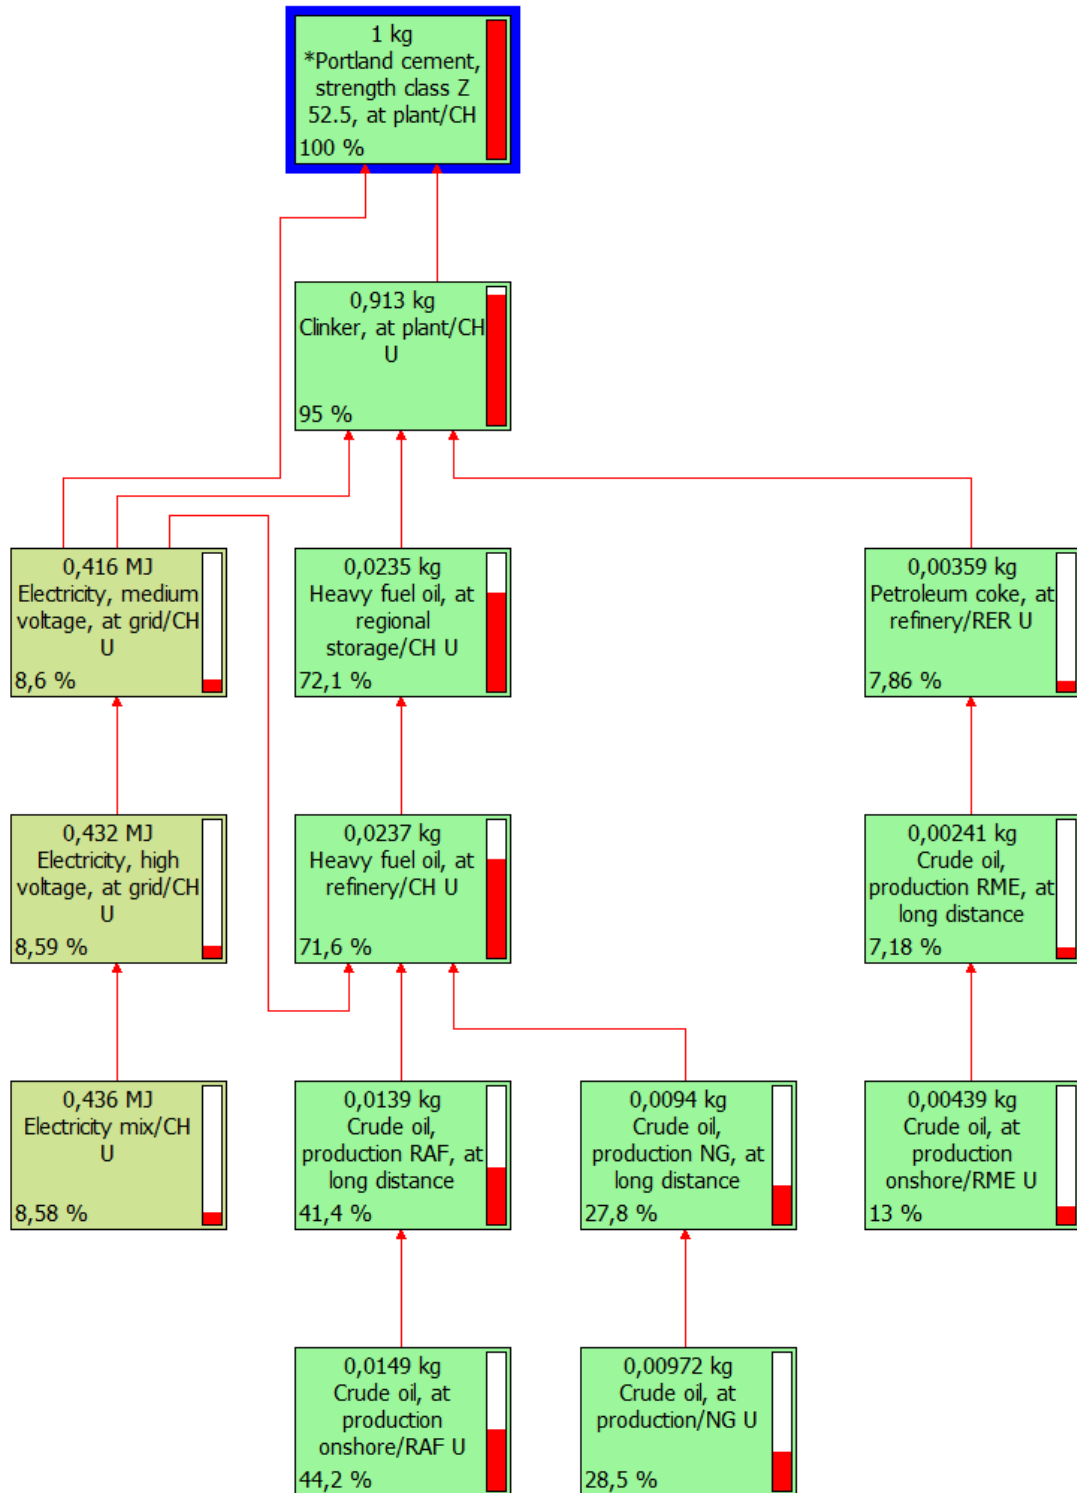 1 kg
*Portland cement,
strength class Z
52.5, at plant/CH
100 %
0,913 kg
Clinker, at plant/CH
U
95 %
0,416 MJ
Electricity, medium
voltage, at grid/CH
U
8,6 %
0,0235 kg
Heavy fuel oil, at
regional
storage/CH U
72,1 %
0,00359 kg
Petroleum coke, at
refinery/RER U
7,86 %
0,432 MJ
Electricity, high
voltage, at grid/CH
U
8,59 %
0,0237 kg
Heavy fuel oil, at
refinery/CH U
71,6 %
0,00241 kg
Crude oil,
production RME, at
long distance
7,18 %
0,436 MJ
Electricity mix/CH
U
8,58 %
0,0139 kg
Crude oil,
production RAF, at
long distance
41,4 %
0,0094 kg
Crude oil,
production NG, at
long distance
27,8 %
0,00439 kg
Crude oil, at
production
onshore/RME U
13 %
0,0149 kg
Crude oil, at
production
onshore/RAF U
44,2 %
0,00972 kg
Crude oil, at
production/NG U
28,5 %